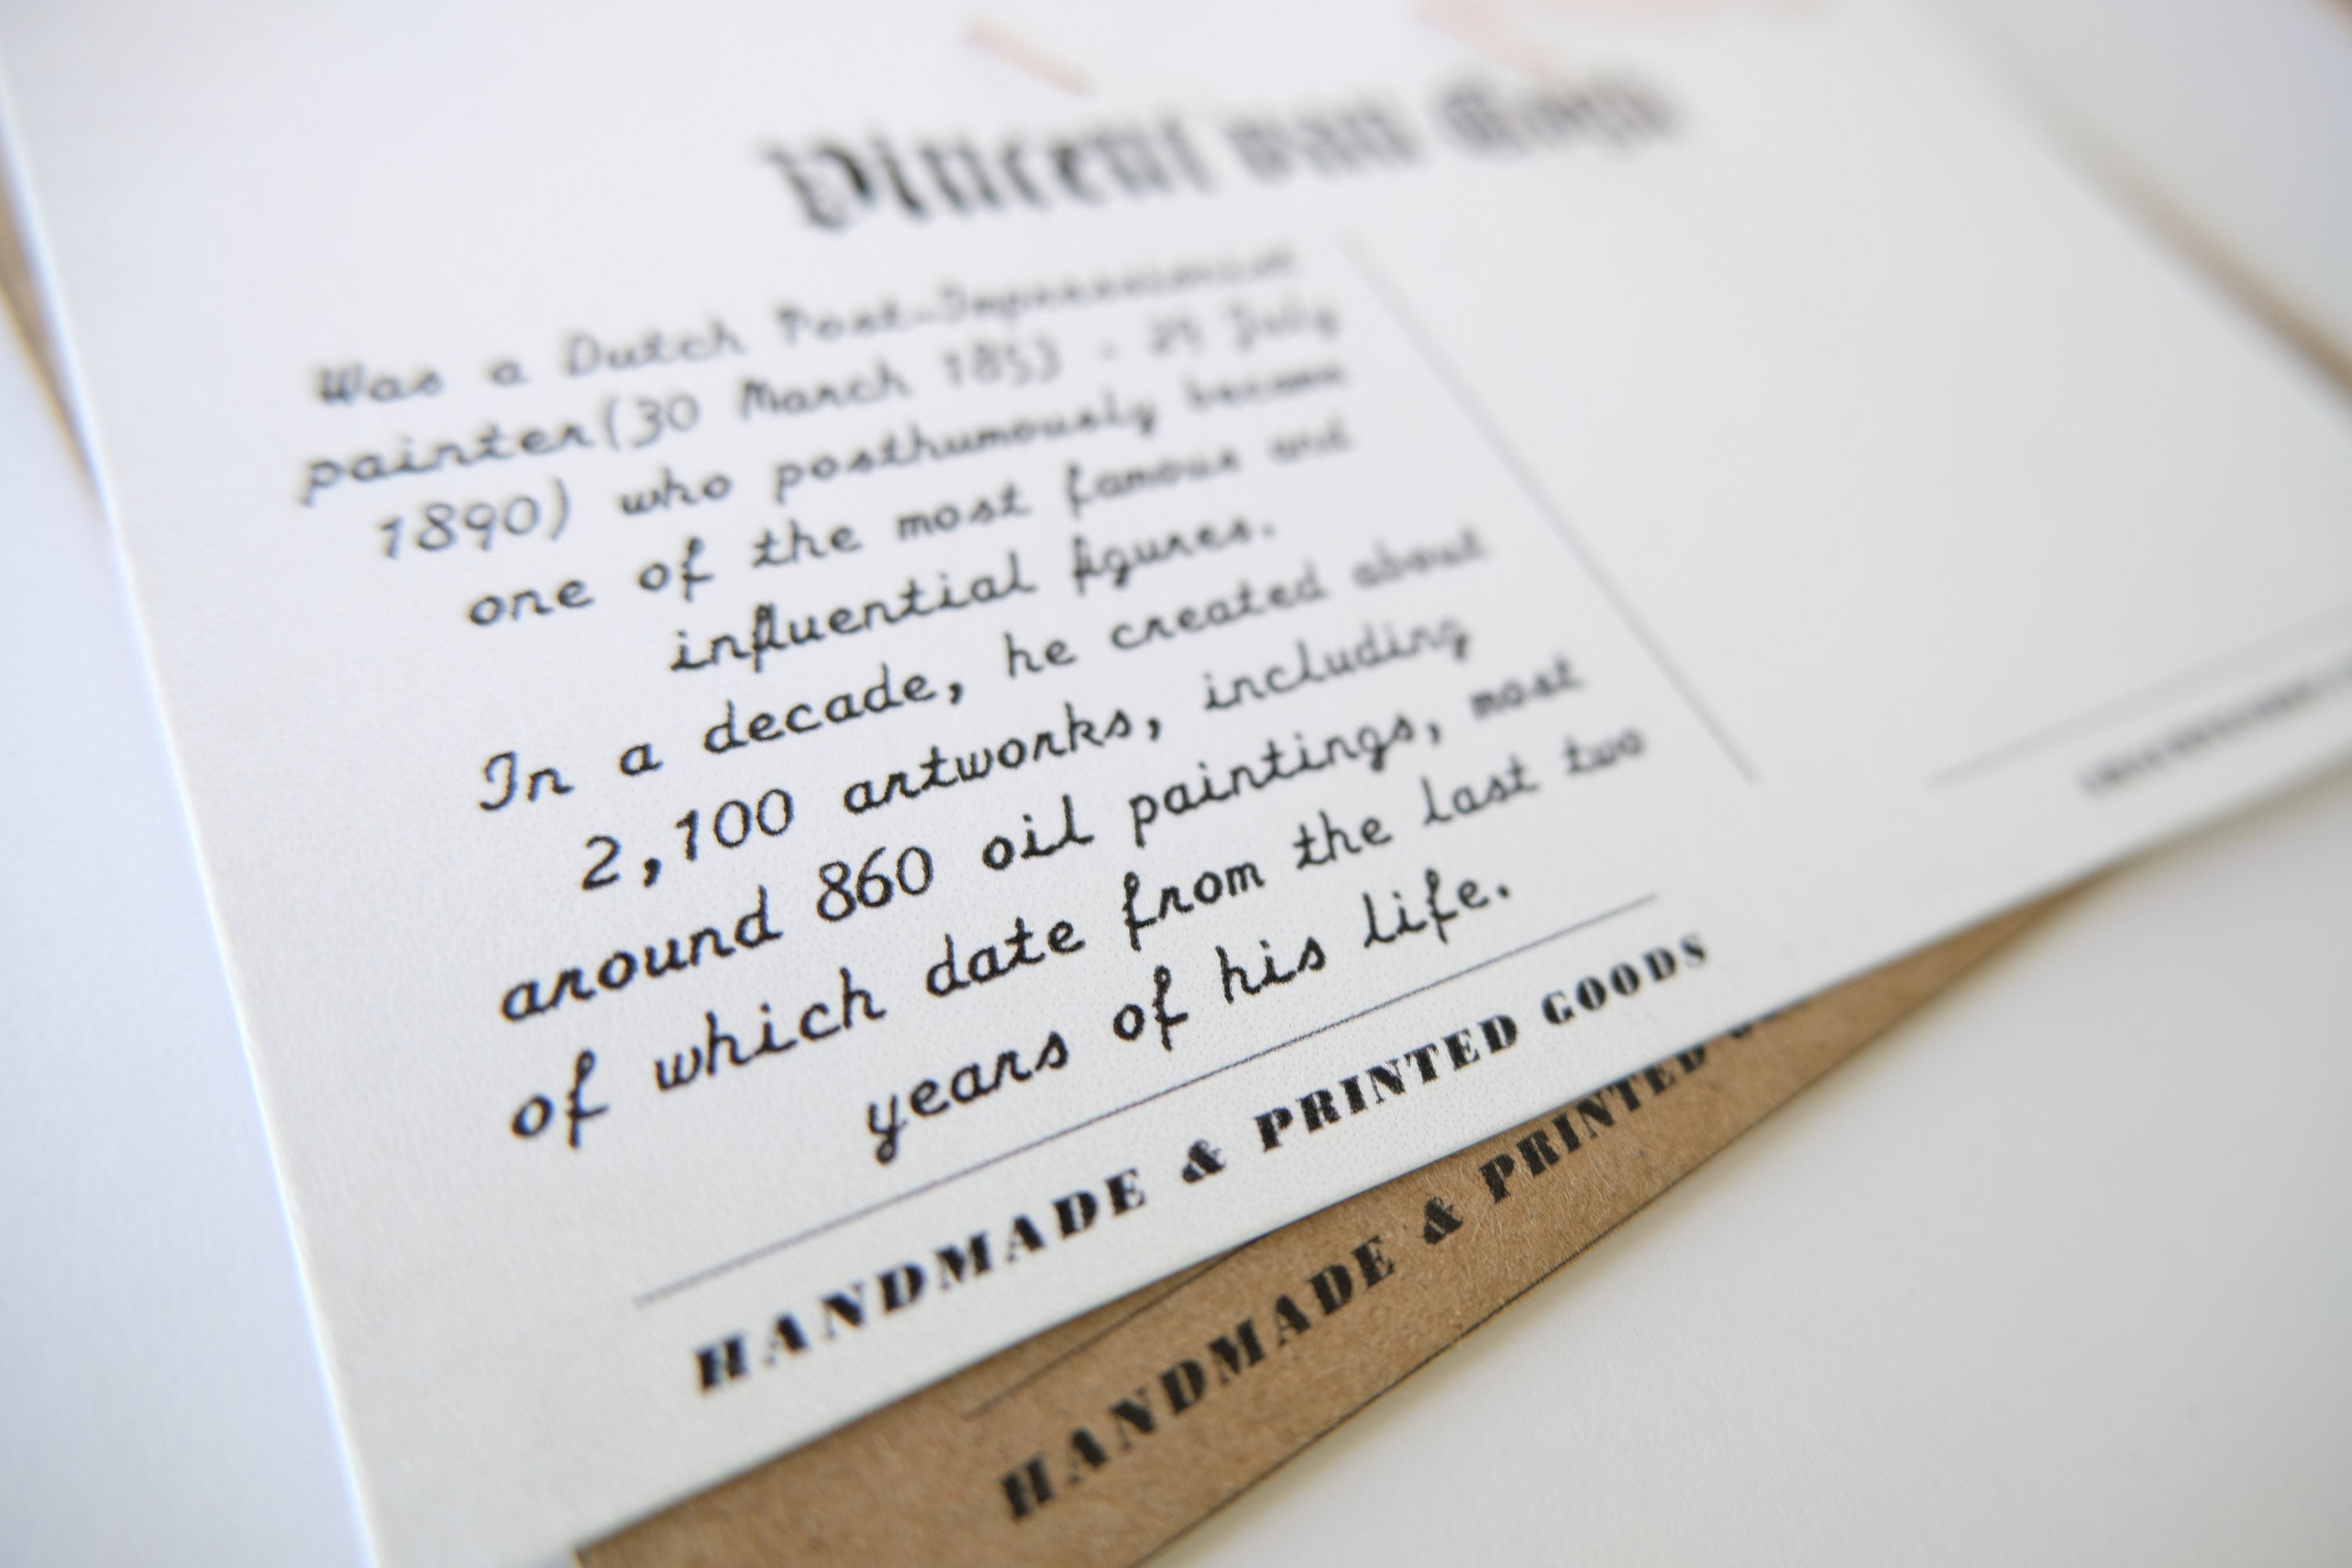 Vincent van Gogh
Was a Dutch Post-Impressionist
painter(30 March 1853 - 29 July
1890) who posthumously became
one of the most famous and
influential figures.
In a decade, he created about
2,100 artworks, including
around 860 oil paintings, most
of which date from the last two
years of his life.
HANDMADE & PRINTED GOODS
HANDMADE & PRINTED